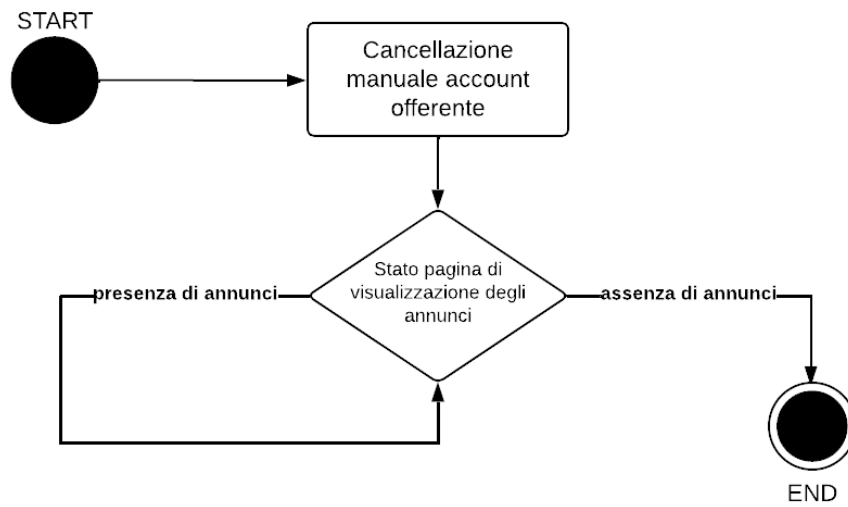 START
Cancellazione
manuale account
offerente
Stato pagina di
visualizzazione degli
annunci
presenza di annunci
assenza di annunci
END